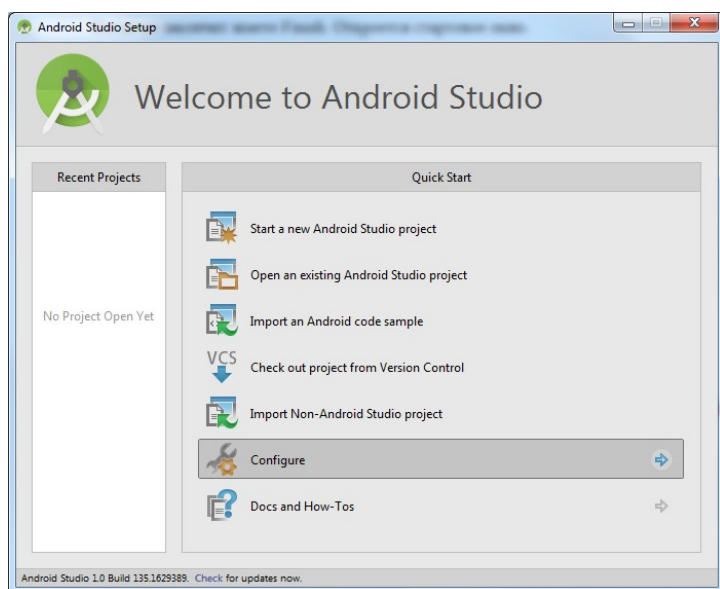 Android Studio Setup
Welcome to Android Studio
Recent Projects
No Project Open Yet
Quick Start
Start a new Android Studio project
Open an existing Android Studio project
Import an Android code sample
VCS
Check out project from Version Control
Import Non-Android Studio project
Configure
Docs and How-Tos
Android Studio 1.0 Build 135.1629389. Check for updates now.